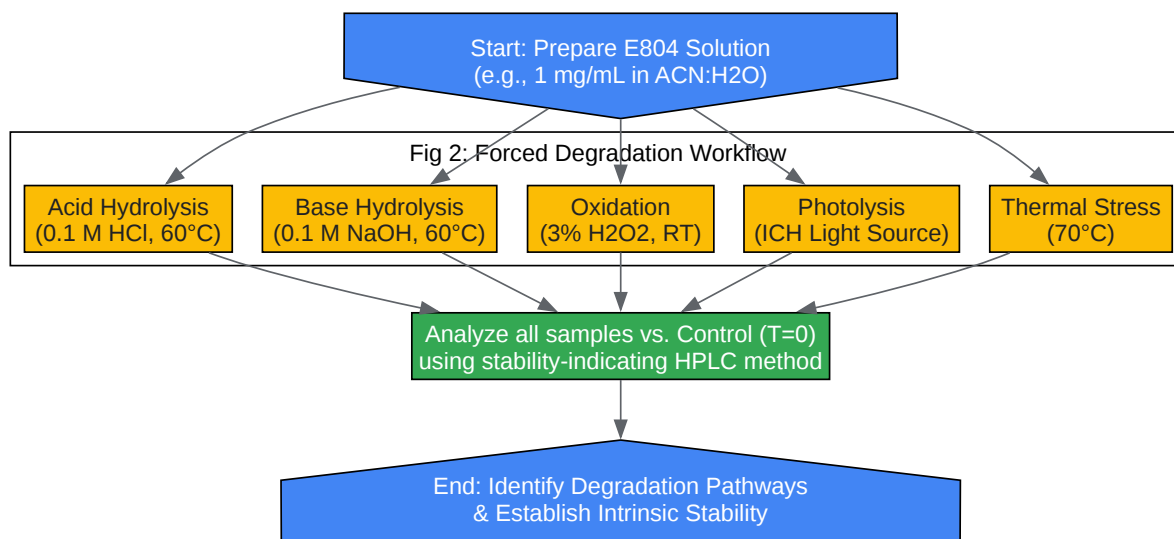 Start: Prepare E804 Solution
(e.g., 1 mg/mL in ACN:H2O)
Fig 2: Forced Degradation Workflow
Acid Hydrolysis
(0.1 M HCl, 60°C)
Base Hydrolysis
(0.1 M NaOH, 60°C)
Oxidation
(3% H2O2, RT)
Photolysis
(ICH Light Source)
Thermal Stress
(70°C)
Analyze all samples vs. Control (T=0)
using stability-indicating HPLC method
End: Identify Degradation Pathways
& Establish Intrinsic Stability